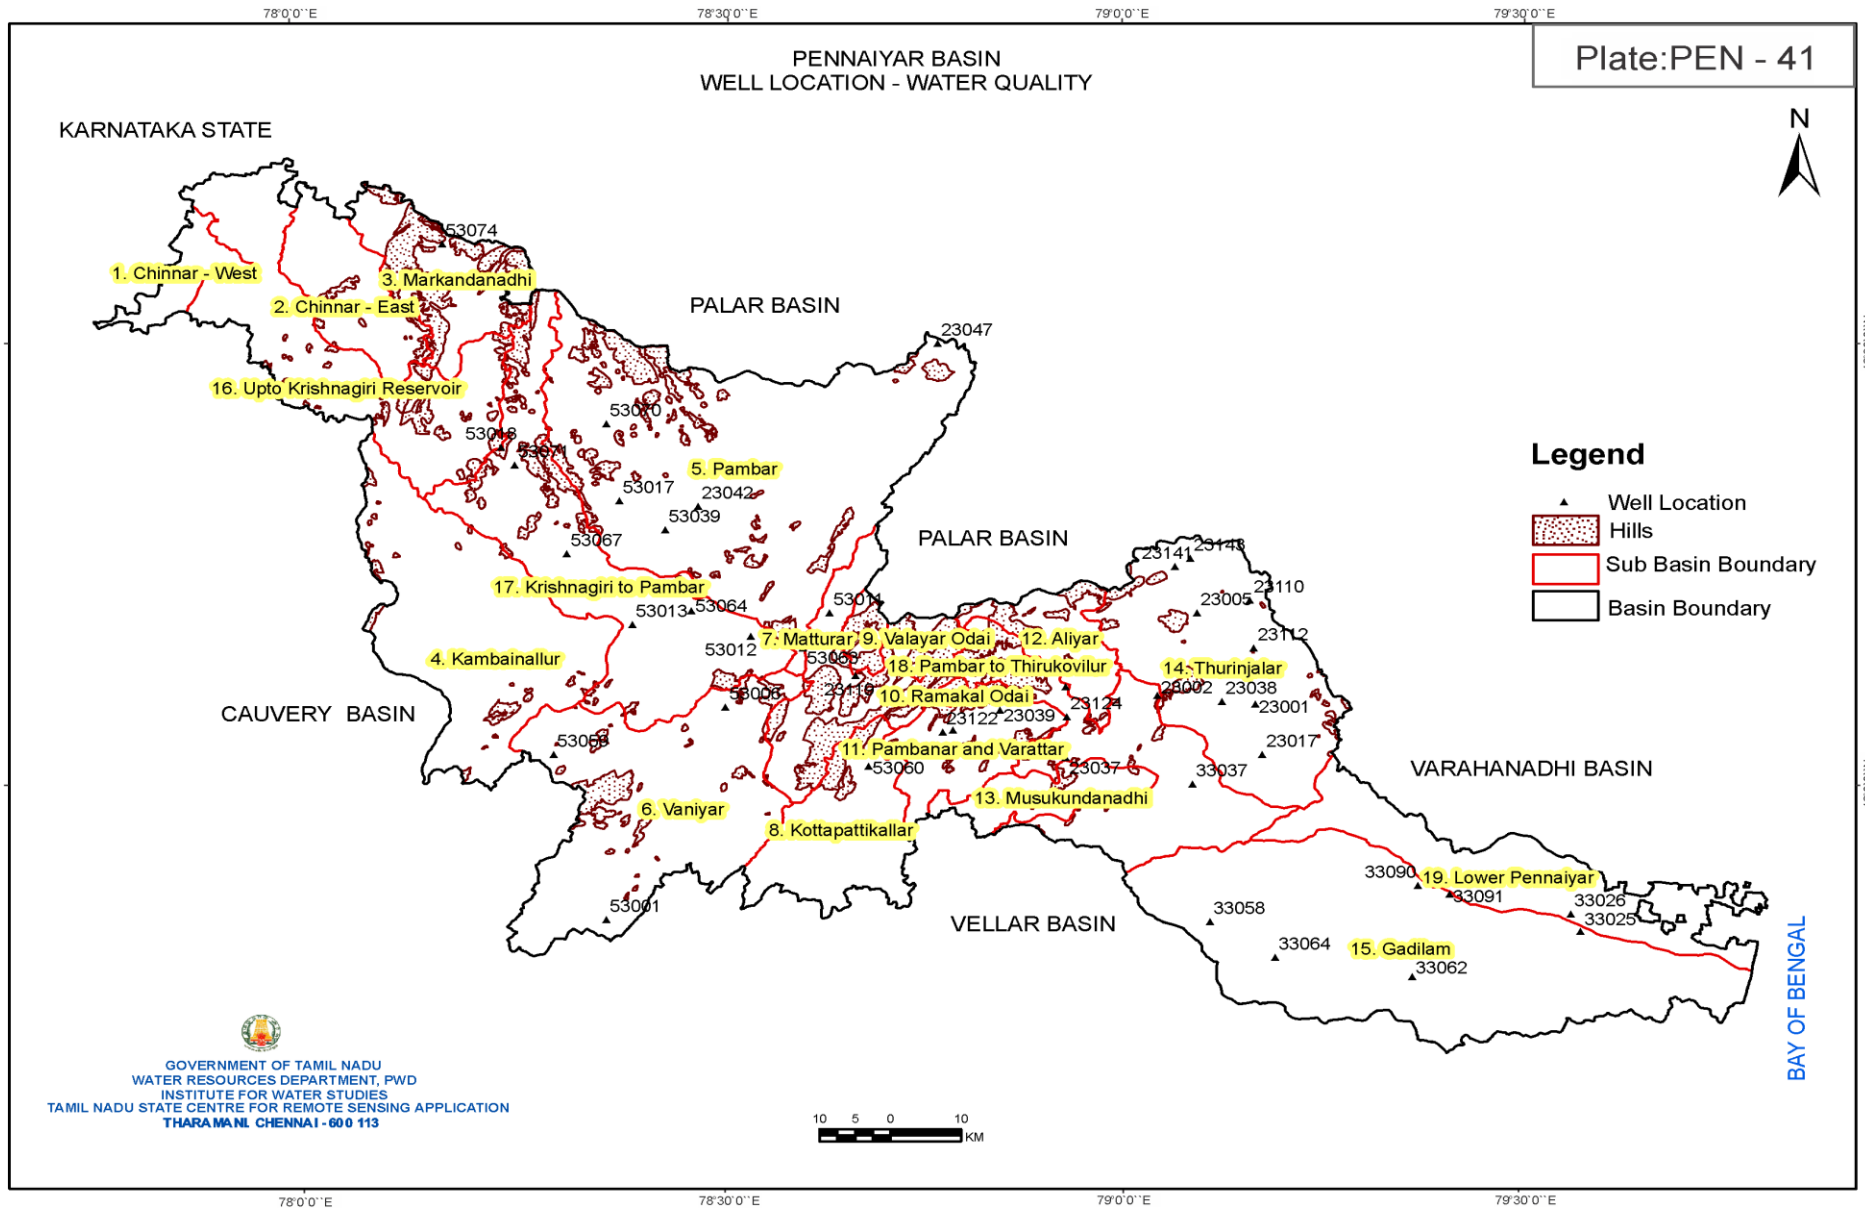 78°0'0"E 78°30'0"E 79°0'0"E 79°30'0"E
PENNAIYAR BASIN
WELL LOCATION - WATER QUALITY
Plate:PEN - 41
N
KARNATAKA STATE
53074
1. Chinnar - West
3. Markandanadhi
2. Chinnar - East
PALAR BASIN
23047
16. Upto Krishnagiri Reservoir
53070
53018
53071
5. Pambar
53017
23042
53039
53067
PALAR BASIN
23141
23143
17. Krishnagiri to Pambar
53013
53064
53011
23005
23110
23112
53012
7. Matturar
9. Valayar Odai
12. Aliyar
4. Kambainallur
53063
18. Pambar to Thirukovilur
14. Thurinjalar
53006
10. Ramakal Odai
23002
23038
23001
CAUVERY BASIN
23122
23039
23124
23017
11. Pambanar and Varattar
53060
23037
33037
VARAHANADHI BASIN
13. Musukundanadhi
6. Vaniyar
8. Kottapattikallar
33090
19. Lower Pennaiyar
33091
33026
33025
53001
33058
VELLAR BASIN
33064
15. Gadilam
33062
BAY OF BENGAL
Legend
Well Location
Hills
Sub Basin Boundary
Basin Boundary
GOVERNMENT OF TAMIL NADU
WATER RESOURCES DEPARTMENT, PWD
INSTITUTE FOR WATER STUDIES
TAMIL NADU STATE CENTRE FOR REMOTE SENSING APPLICATION
THARAMANI, CHENNAI - 600 113
10 5 0 10
KM
78°0'0"E 78°30'0"E 79°0'0"E 79°30'0"E